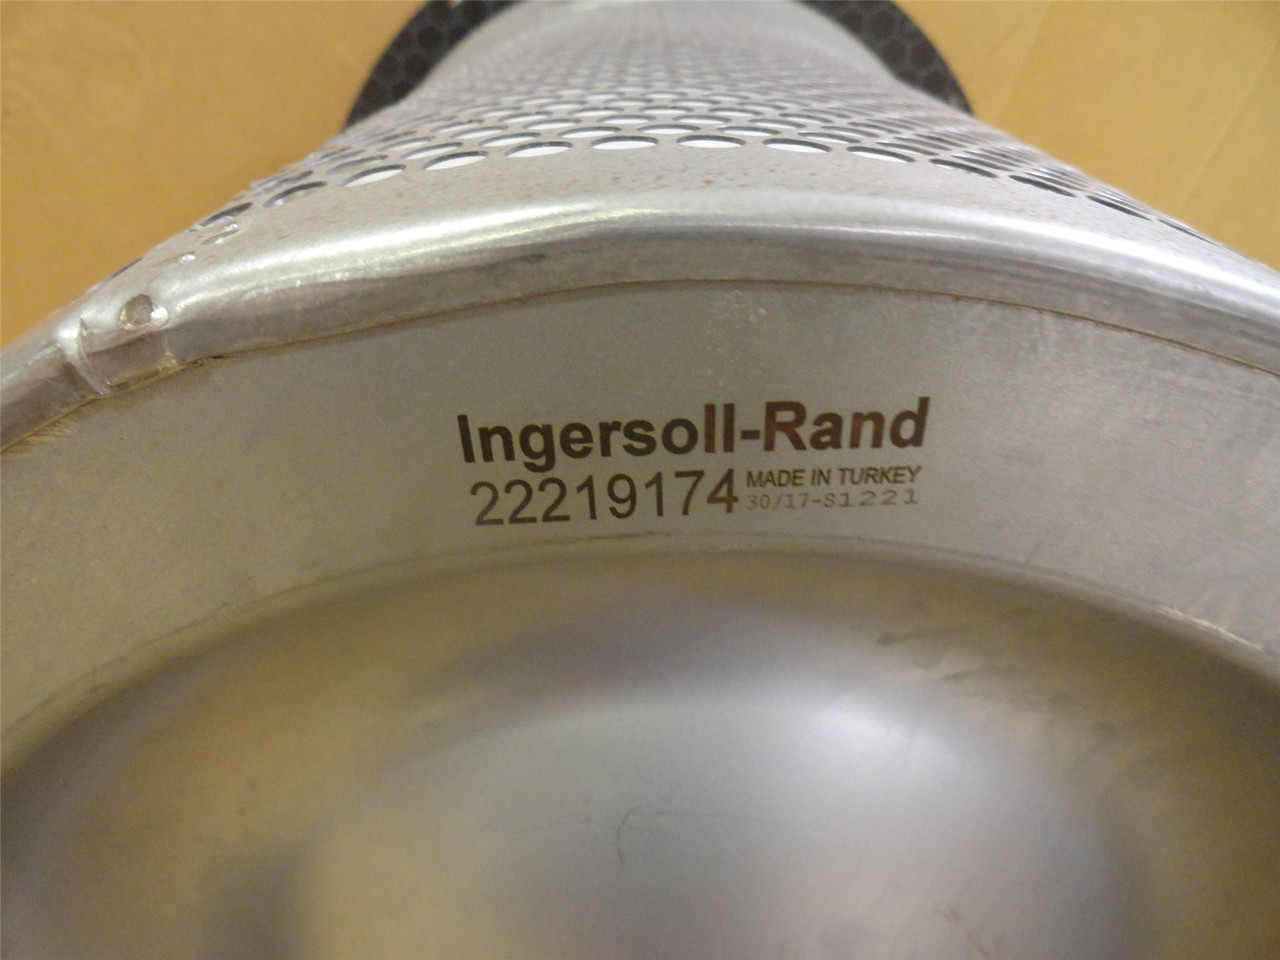 Ingersoll-Rand
22219174 MADE IN TURKEY
30/17-S1221